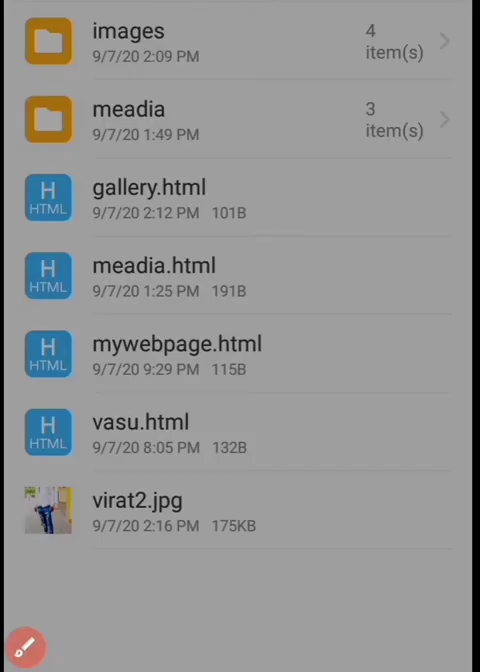 images
9/7/20 2:09 PM
4
item(s)
meadia
9/7/20 1:49 PM
3
item(s)
H
HTML
gallery.html
9/7/20 2:12 PM 101B
H
HTML
meadia.html
9/7/20 1:25 PM 191B
H
HTML
mywebpage.html
9/7/20 9:29 PM 115B
H
HTML
vasu.html
9/7/20 8:05 PM 132B
virat2.jpg
9/7/20 2:16 PM 175KB